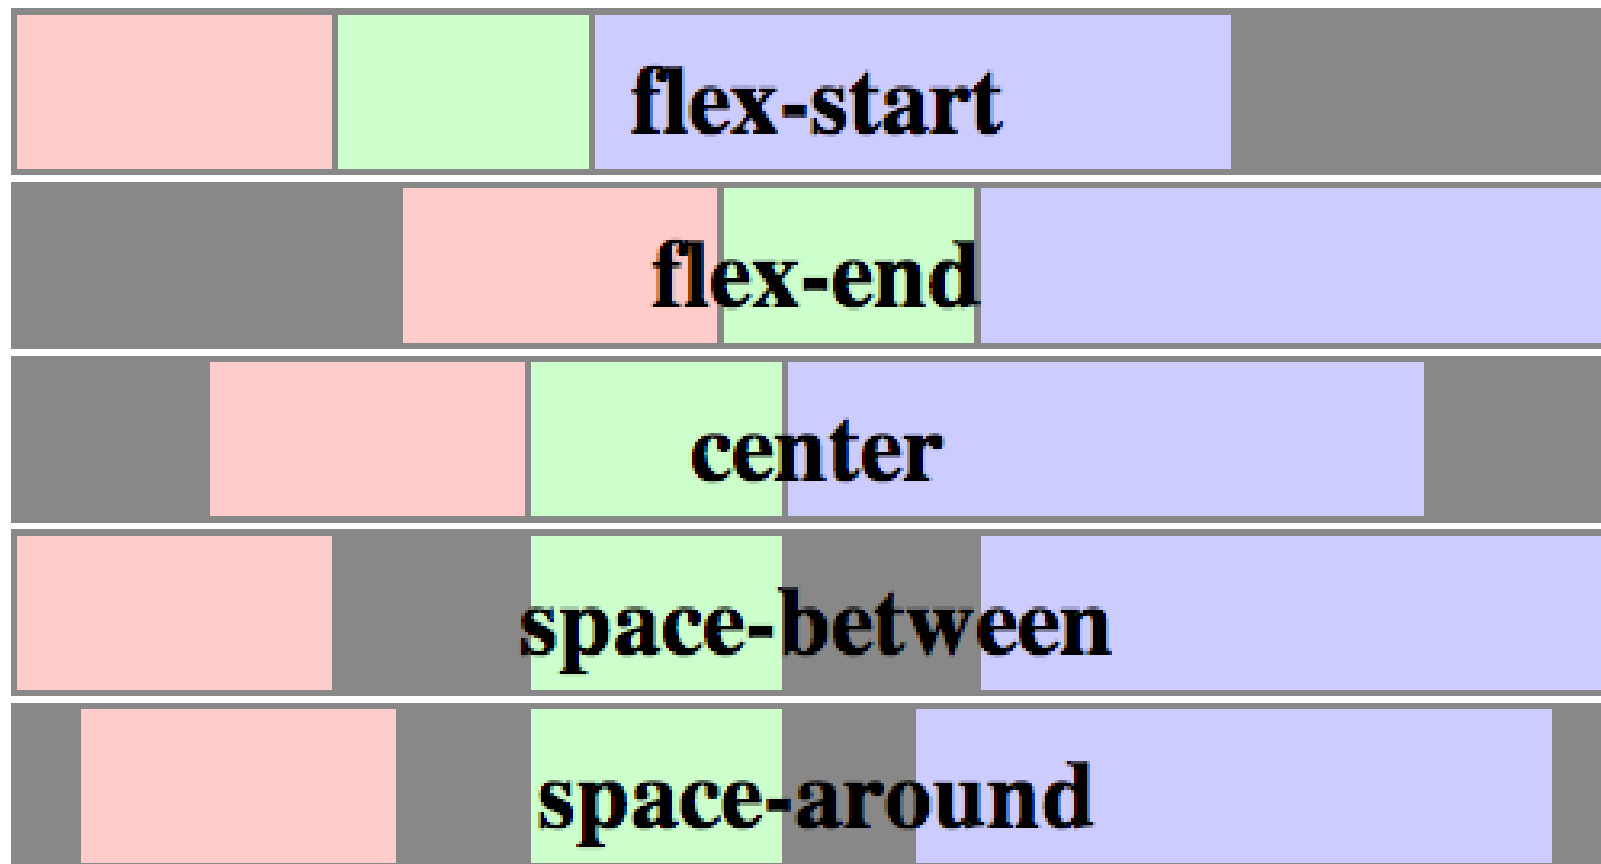 flex-start
flex-end
center
space-between
space-around